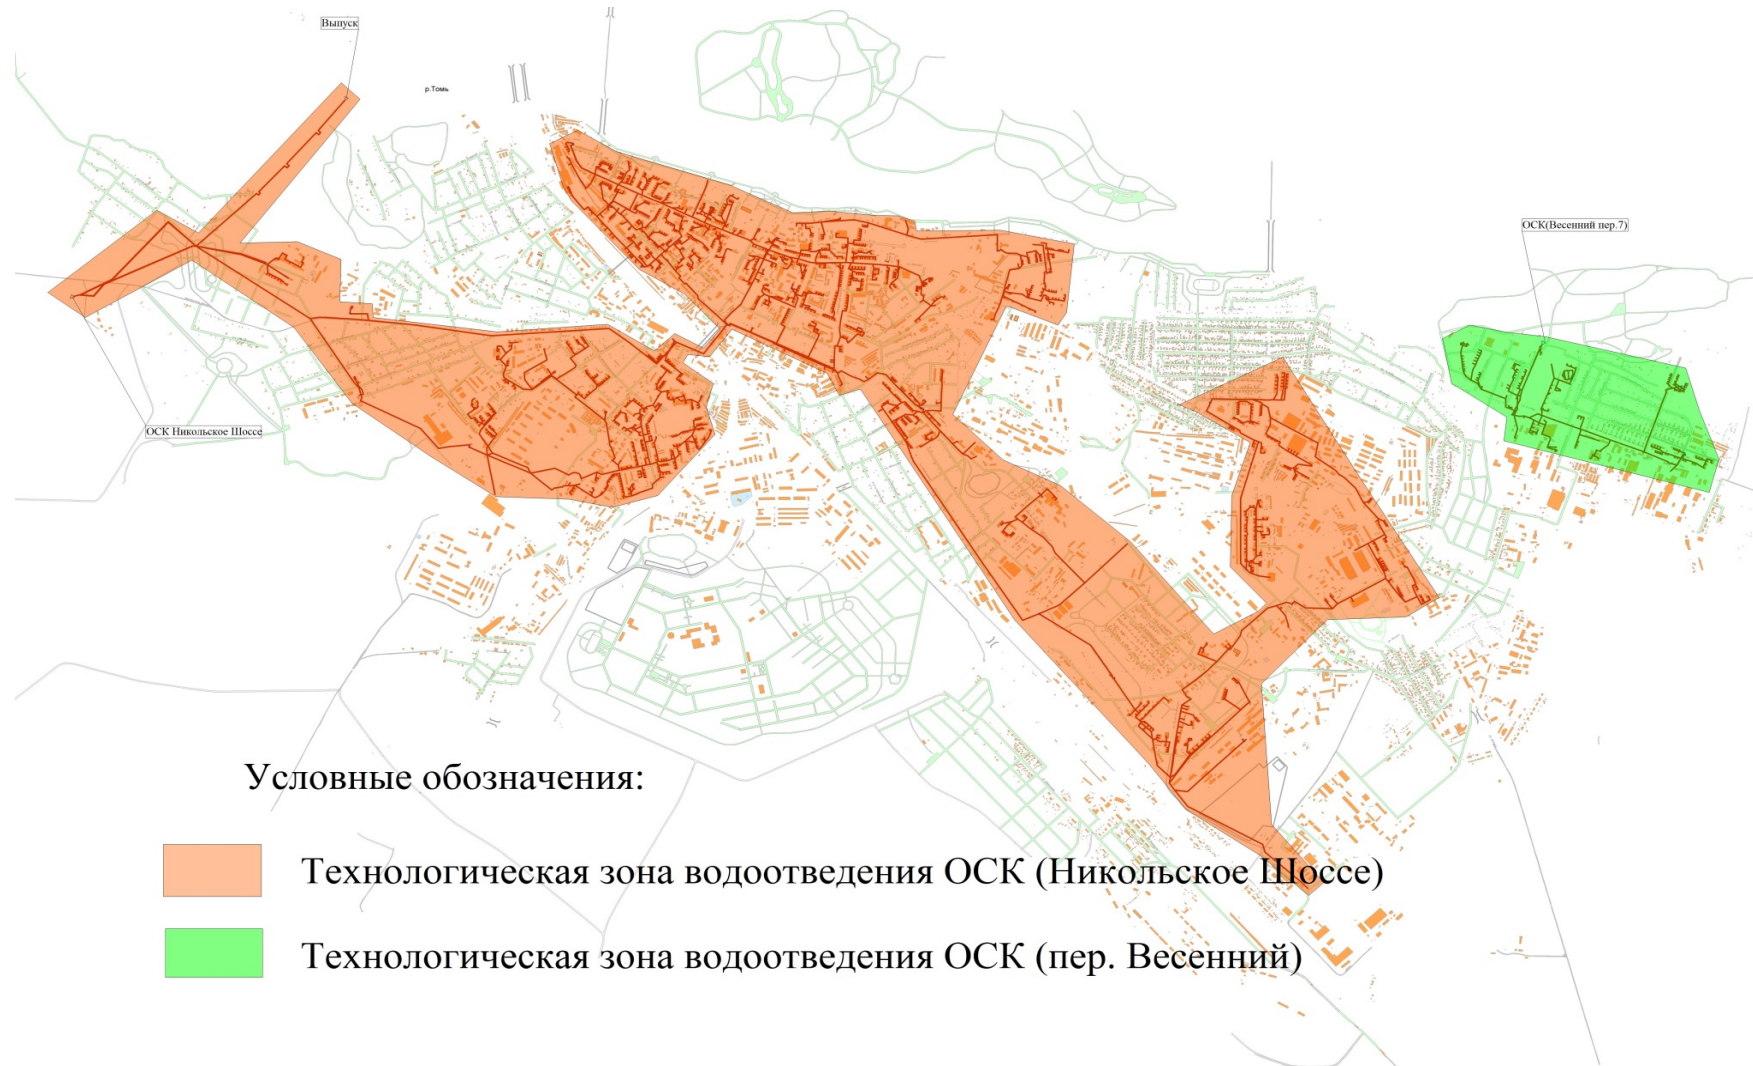 Выпуск
р.Томь
ОСК(Весенний пер.7)
ОСК Никольское Шоссе
Условные обозначения:
Технологическая зона водоотведения ОСК (Никольское Шоссе)
Технологическая зона водоотведения ОСК (пер. Весенний)